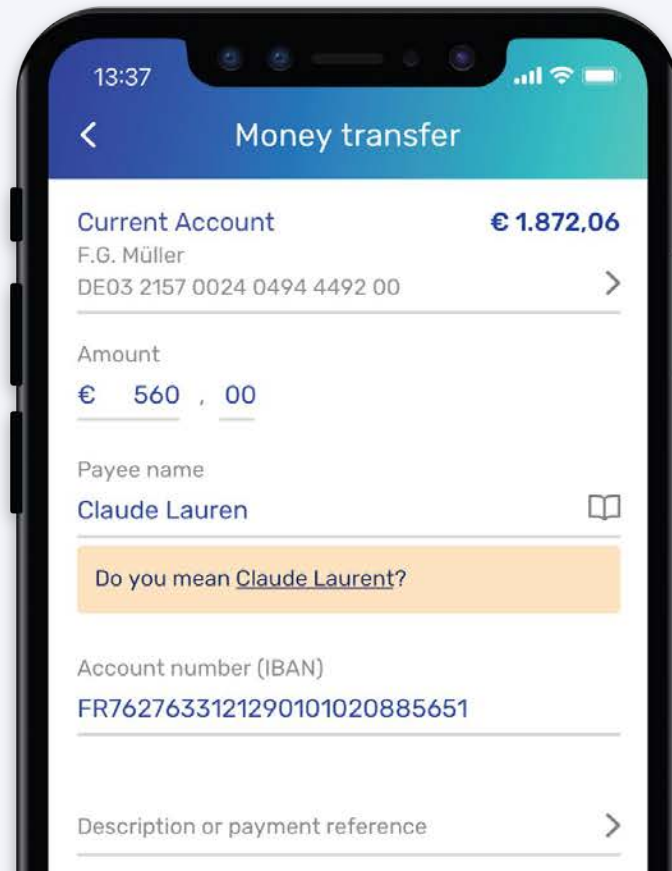 13:37
Money transfer
Current Account € 1.872,06
F.G. Müller
DE03 2157 0024 0494 4492 00
Amount
€ 560 , 00
Payee name
Claude Lauren
Do you mean Claude Laurent?
Account number (IBAN)
FR7627633121290101020885651
Description or payment reference